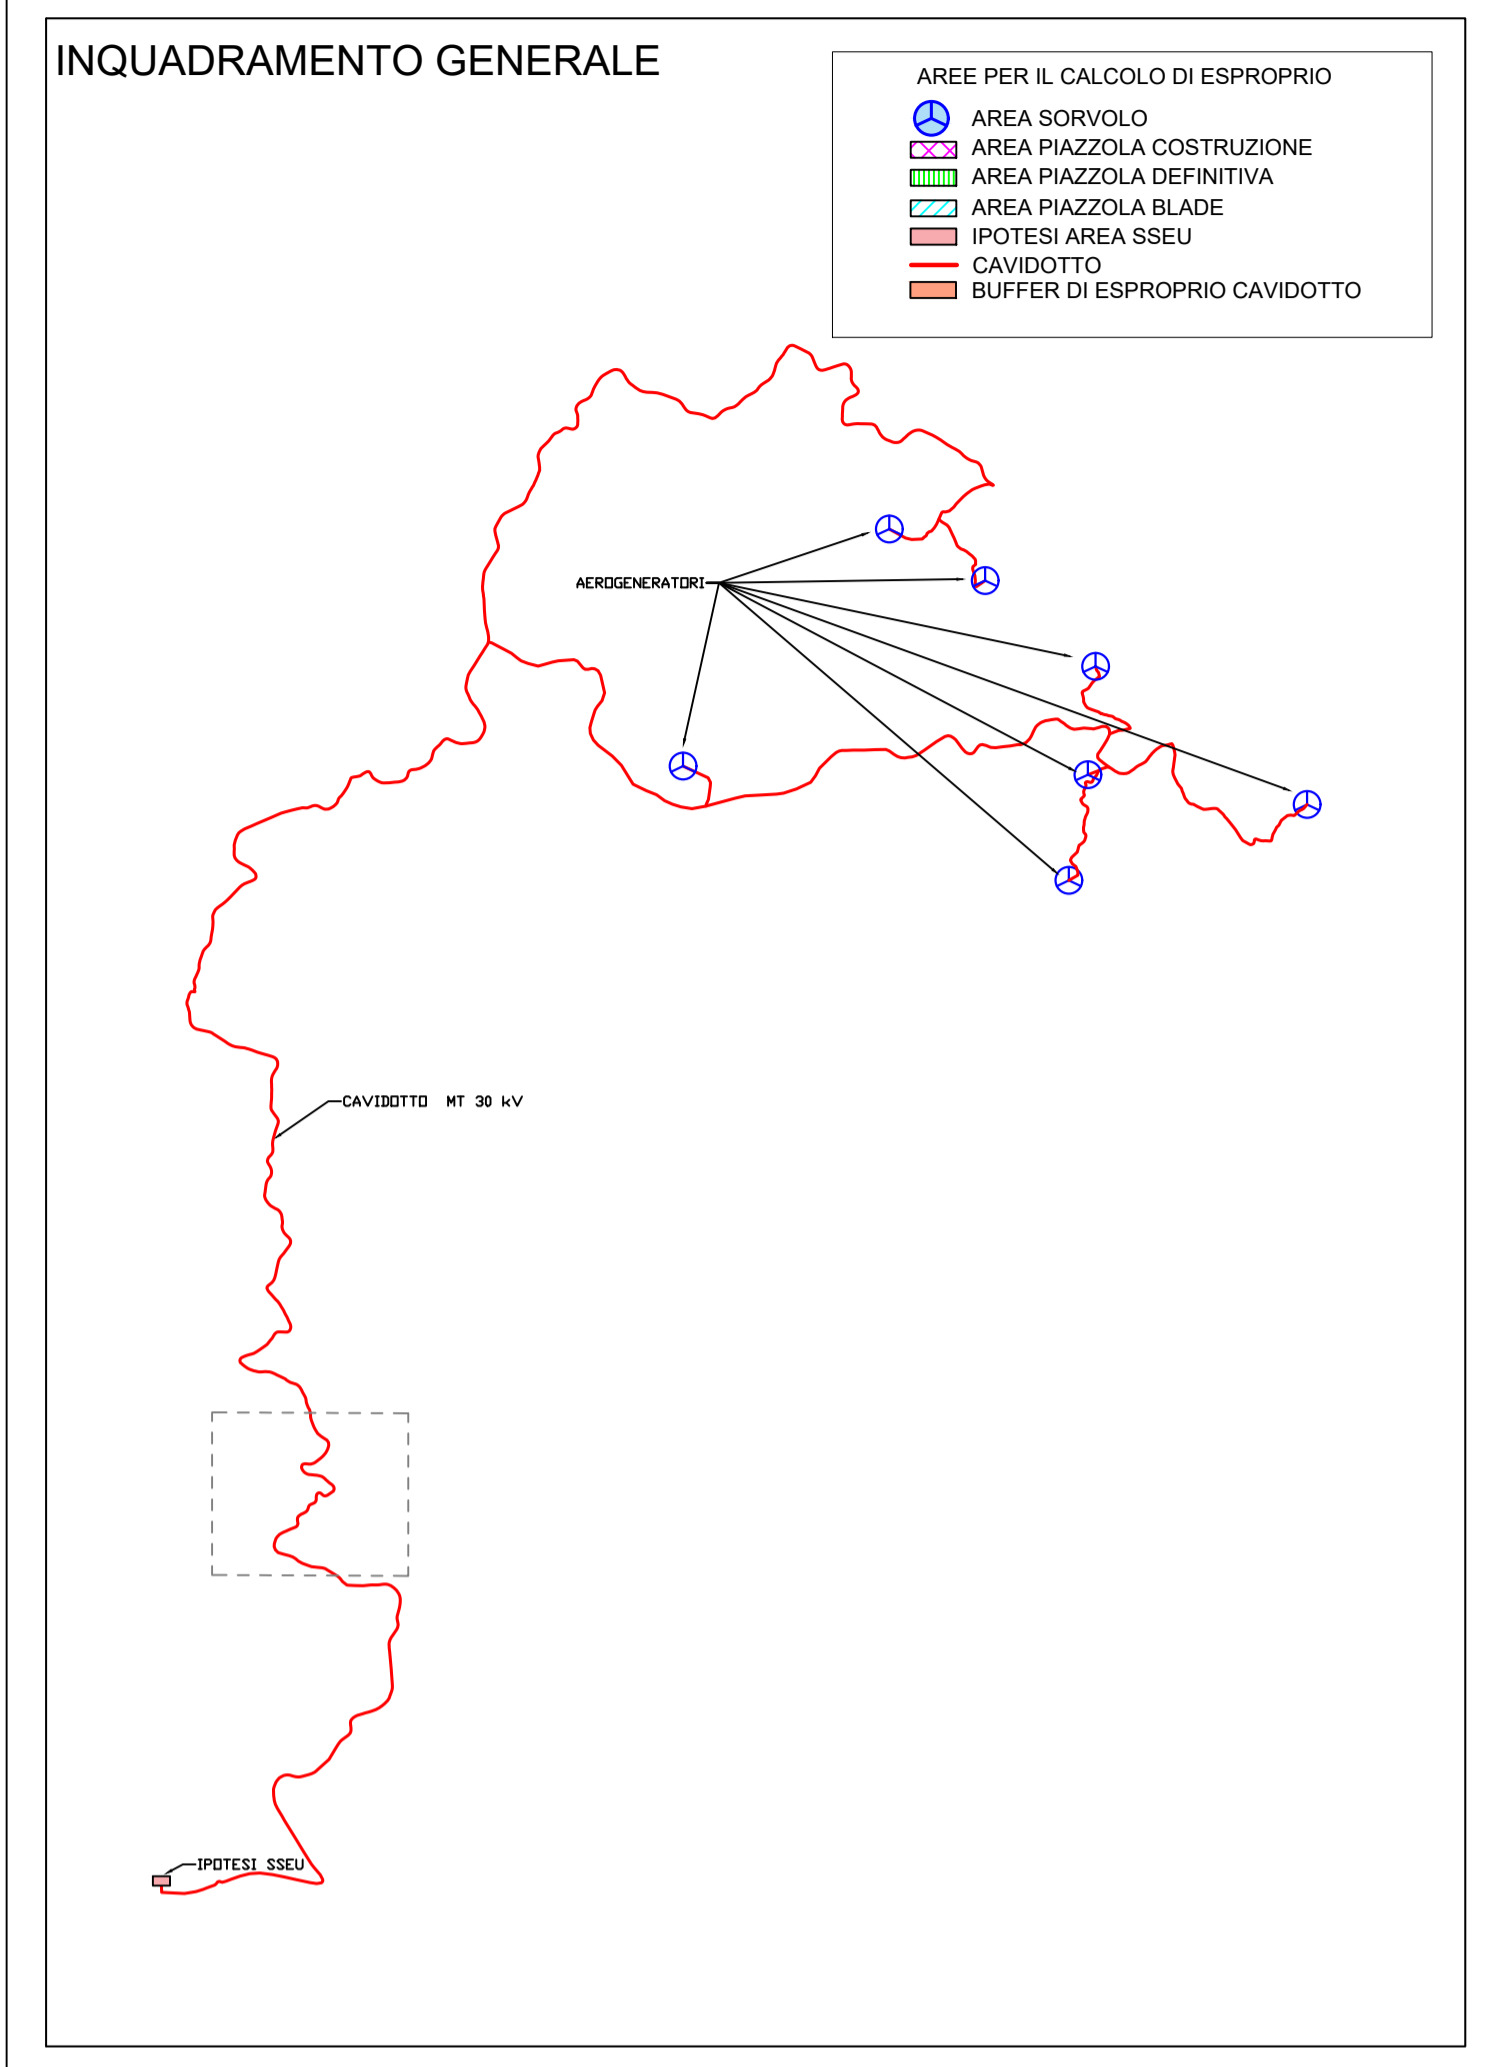 INQUADRAMENTO GENERALE
AREE PER IL CALCOLO DI ESPROPRIO
AREA SORVOLO
AREA PIAZZOLA COSTRUZIONE
AREA PIAZZOLA DEFINITIVA
AREA PIAZZOLA BLADE
IPOTESI AREA SSEU
CAVIDOTTO
BUFFER DI ESPROPRIO CAVIDOTTO
AEROGENERATORI
CAVIDOTTO MT 30 kV
IPOTESI SSEU